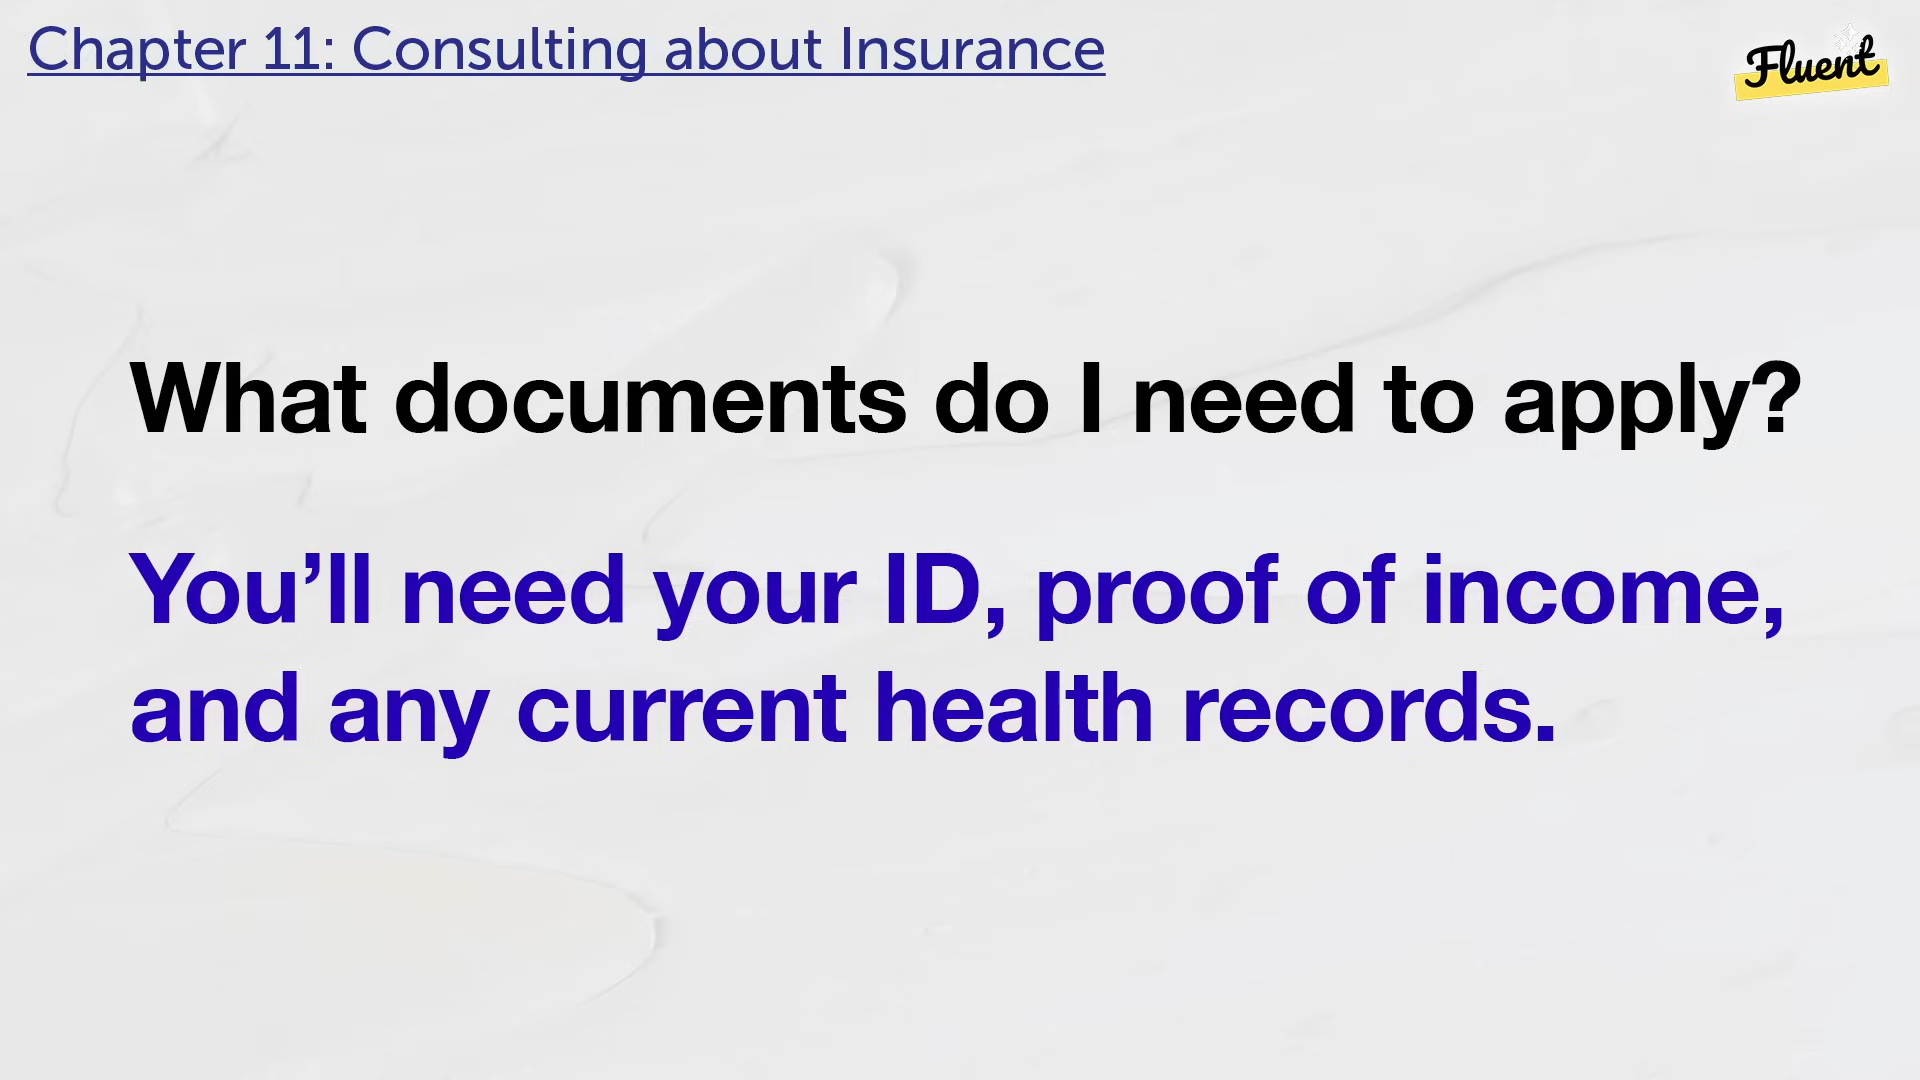 Chapter 11: Consulting about Insurance
Fluent
What documents do I need to apply?
You’ll need your ID, proof of income,
and any current health records.